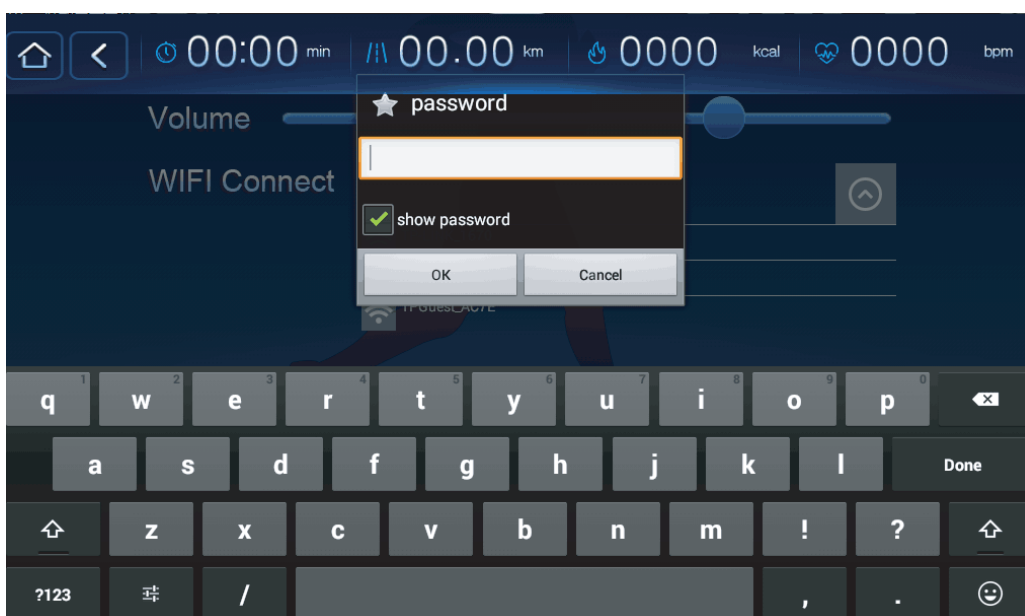 00:00 min 00.00 km 0000 kcal 0000 bpm
password
Volume
WIFI Connect
show password
OK Cancel
1 2 3 4 5 6 7 8 9 0
q w e r t y u i o p
a s d f g h j k l Done
z x c v b n m ! ?
?123 / , .